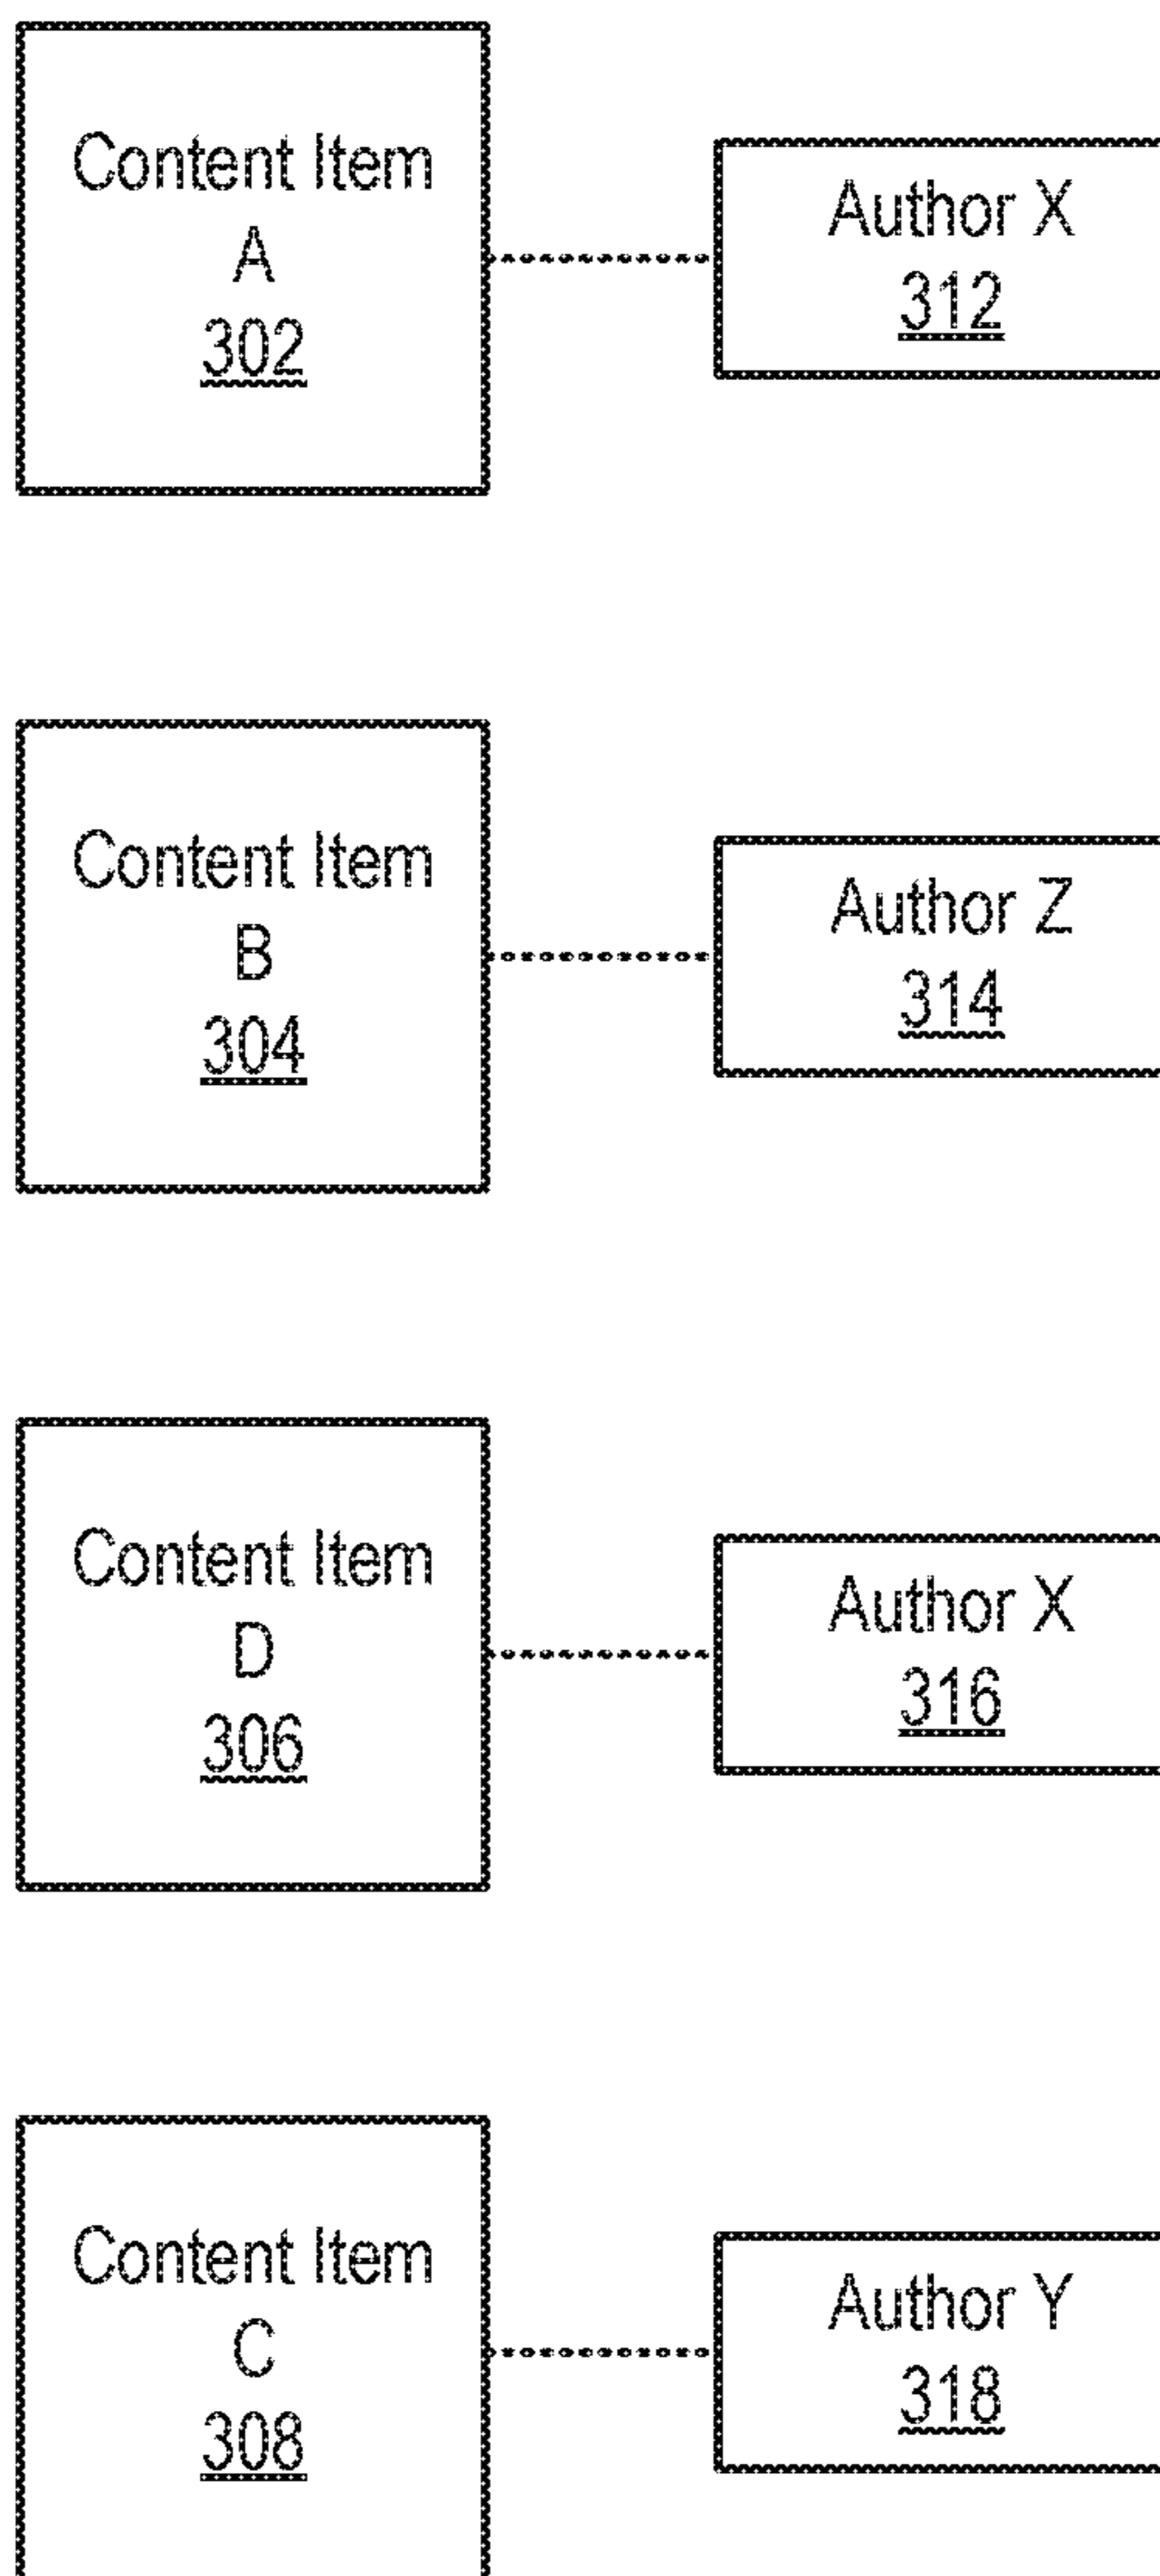 Content Item
A
302
Author X
312
Content Item
B
304
Author Z
314
Content Item
D
306
Author X
316
Content Item
C
308
Author Y
318